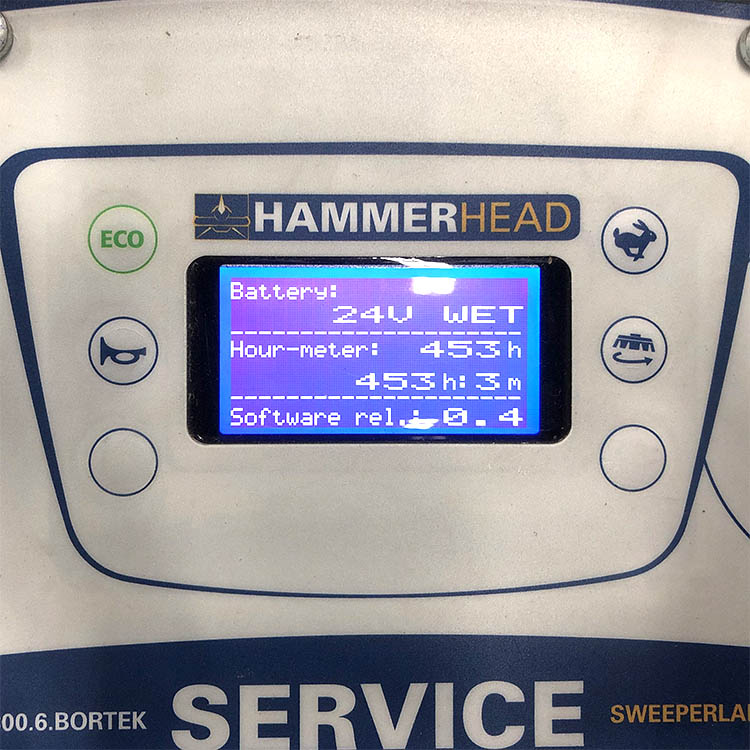 HAMMERHEAD
ECO
Battery:
24V WET
Hour-meter: 453h
453h:3m
Software rel.: 0.4
00.6.BORTEK SERVICE SWEEPERLA